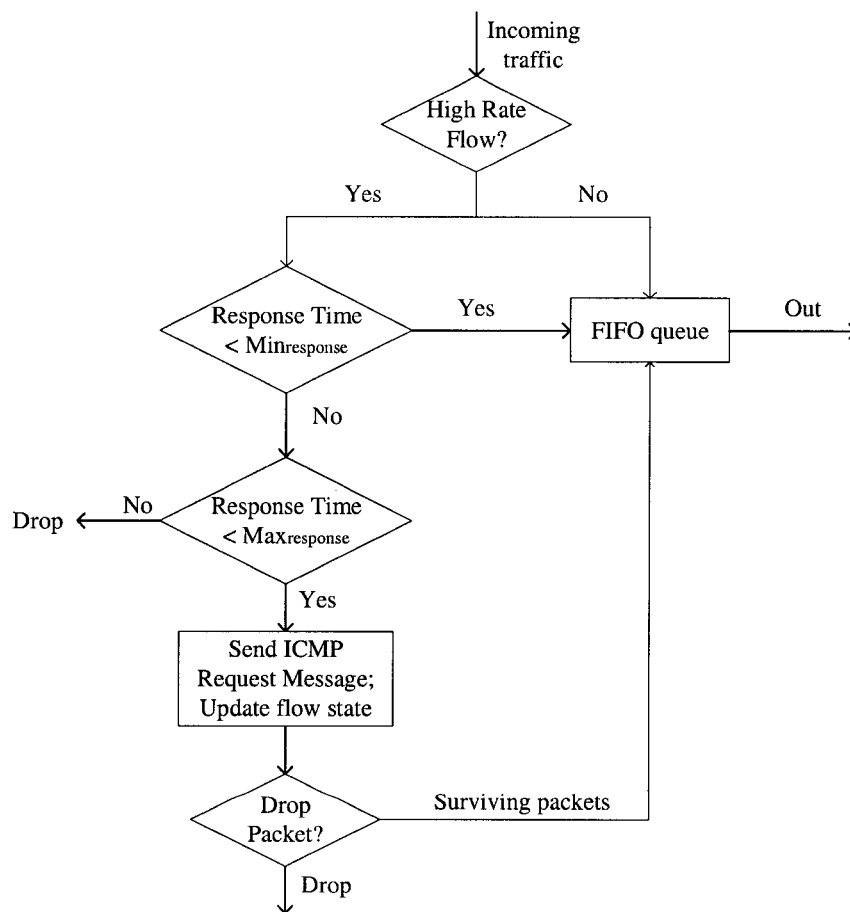 Incoming
traffic
High Rate
Flow?
Yes
No
Response Time
< Minresponse
Yes
FIFO queue
Out
No
Response Time
< Maxresponse
No
Drop
Yes
Send ICMP
Request Message;
Update flow state
Drop
Packet?
Surviving packets
Drop